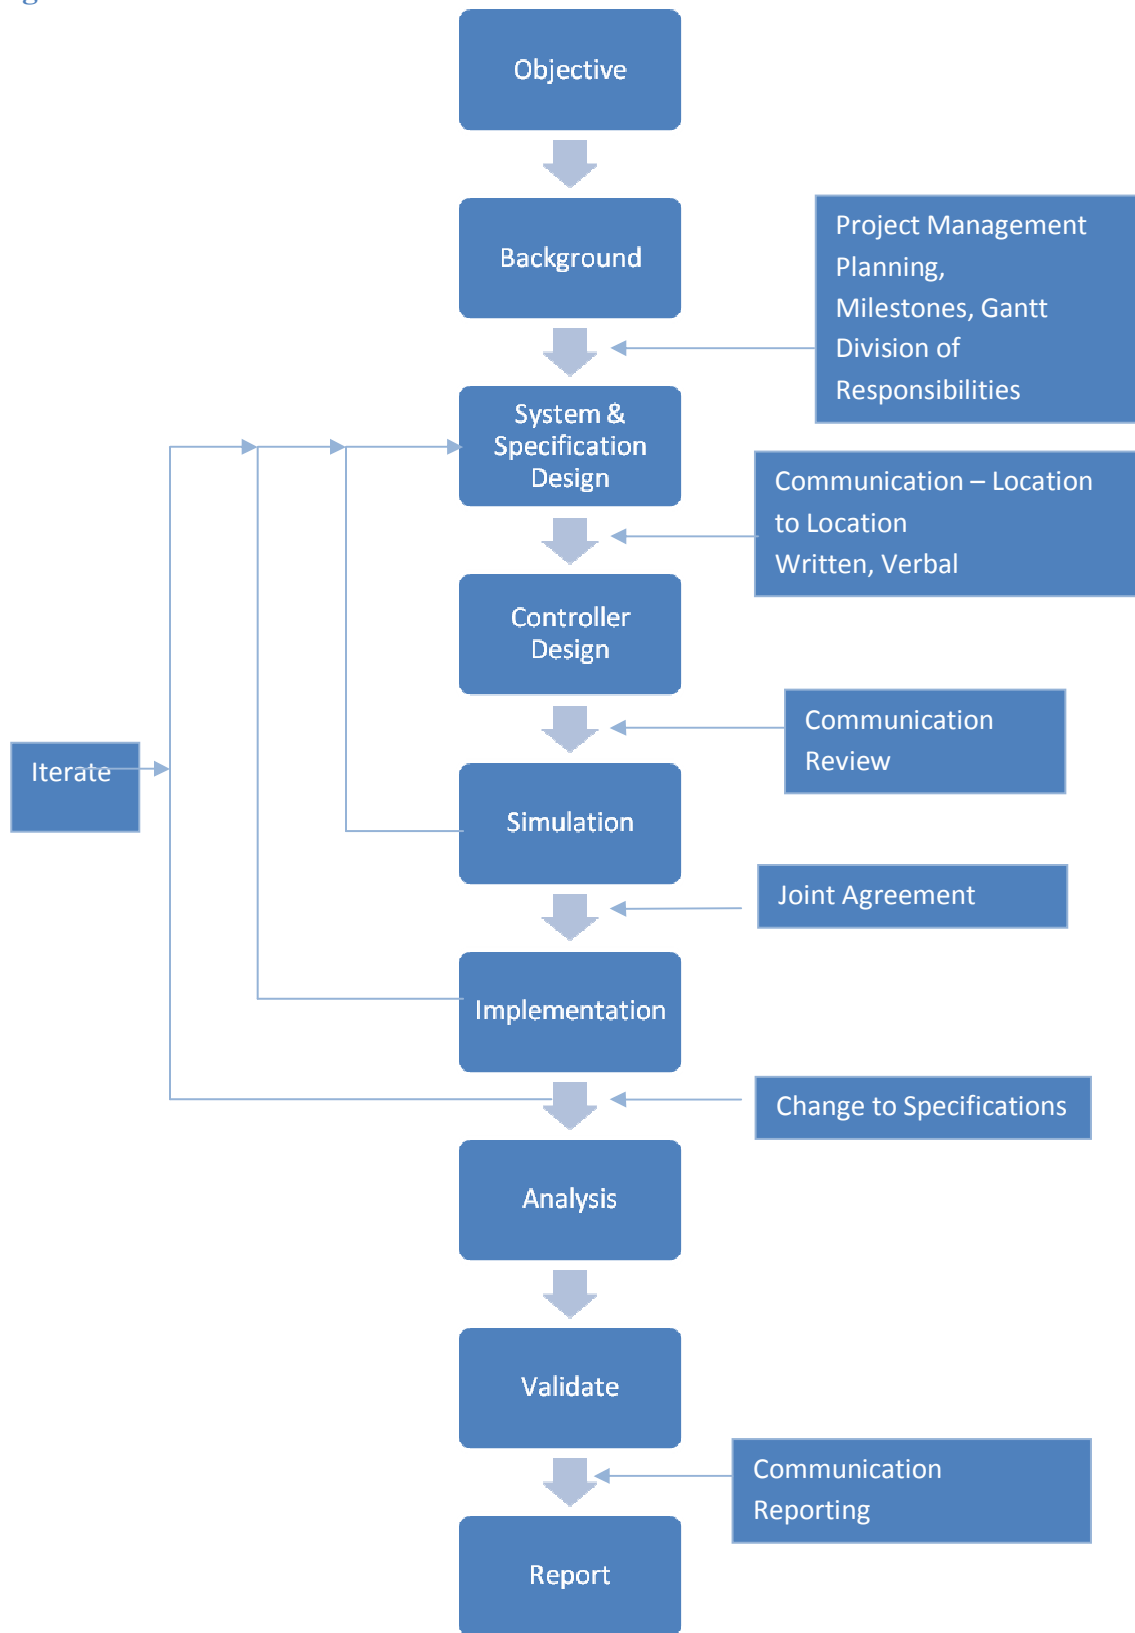 Objective
Background
Project Management
Planning,
Milestones, Gantt
Division of
Responsibilities
System &
Specification
Design
Communication – Location
to Location
Written, Verbal
Controller
Design
Communication
Review
Iterate
Simulation
Joint Agreement
Implementation
Change to Specifications
Analysis
Validate
Communication
Reporting
Report